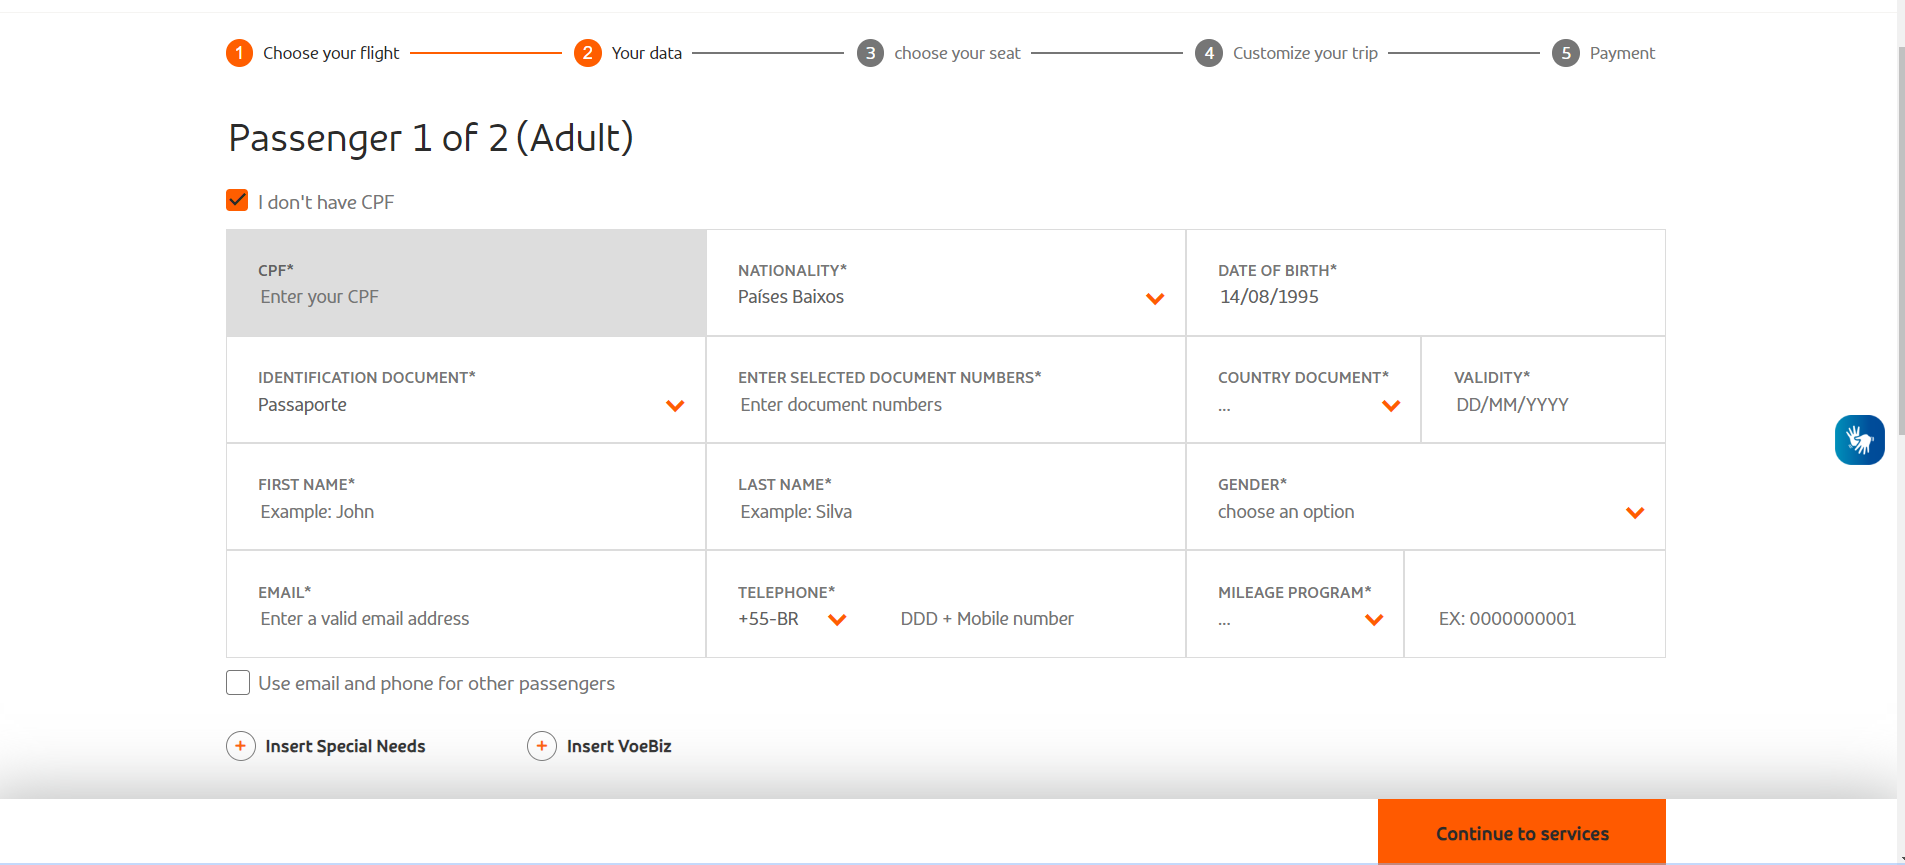 1 Choose your flight 2 Your data 3 choose your seat 4 Customize your trip 5 Payment
Passenger 1 of 2 (Adult)
I don't have CPF
CPF* NATIONALITY* DATE OF BIRTH*
Enter your CPF Países Baixos 14/08/1995
IDENTIFICATION DOCUMENT* ENTER SELECTED DOCUMENT NUMBERS* COUNTRY DOCUMENT* VALIDITY*
Passaporte Enter document numbers ... DD/MM/YYYY
FIRST NAME* LAST NAME* GENDER*
Example: John Example: Silva choose an option
EMAIL* TELEPHONE* MILEAGE PROGRAM*
Enter a valid email address +55-BR DDD + Mobile number ... EX: 0000000001
Use email and phone for other passengers
+ Insert Special Needs + Insert VoeBiz
Continue to services